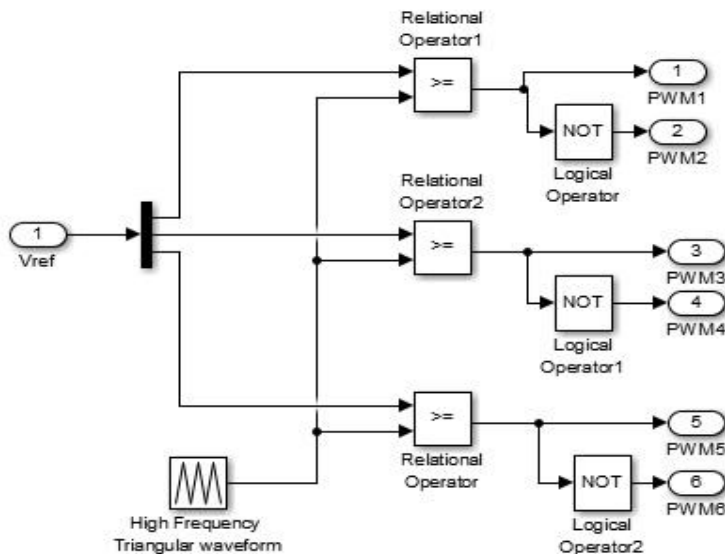 Relational
Operator1
>=
1
PWM1
NOT
2
PWM2
Logical
Operator
Relational
Operator2
>=
1
Vref
3
PWM3
NOT
4
PWM4
Logical
Operator1
>=
5
PWM5
Relational
Operator
NOT
6
PWM6
High Frequency
Triangular waveform
Logical
Operator2